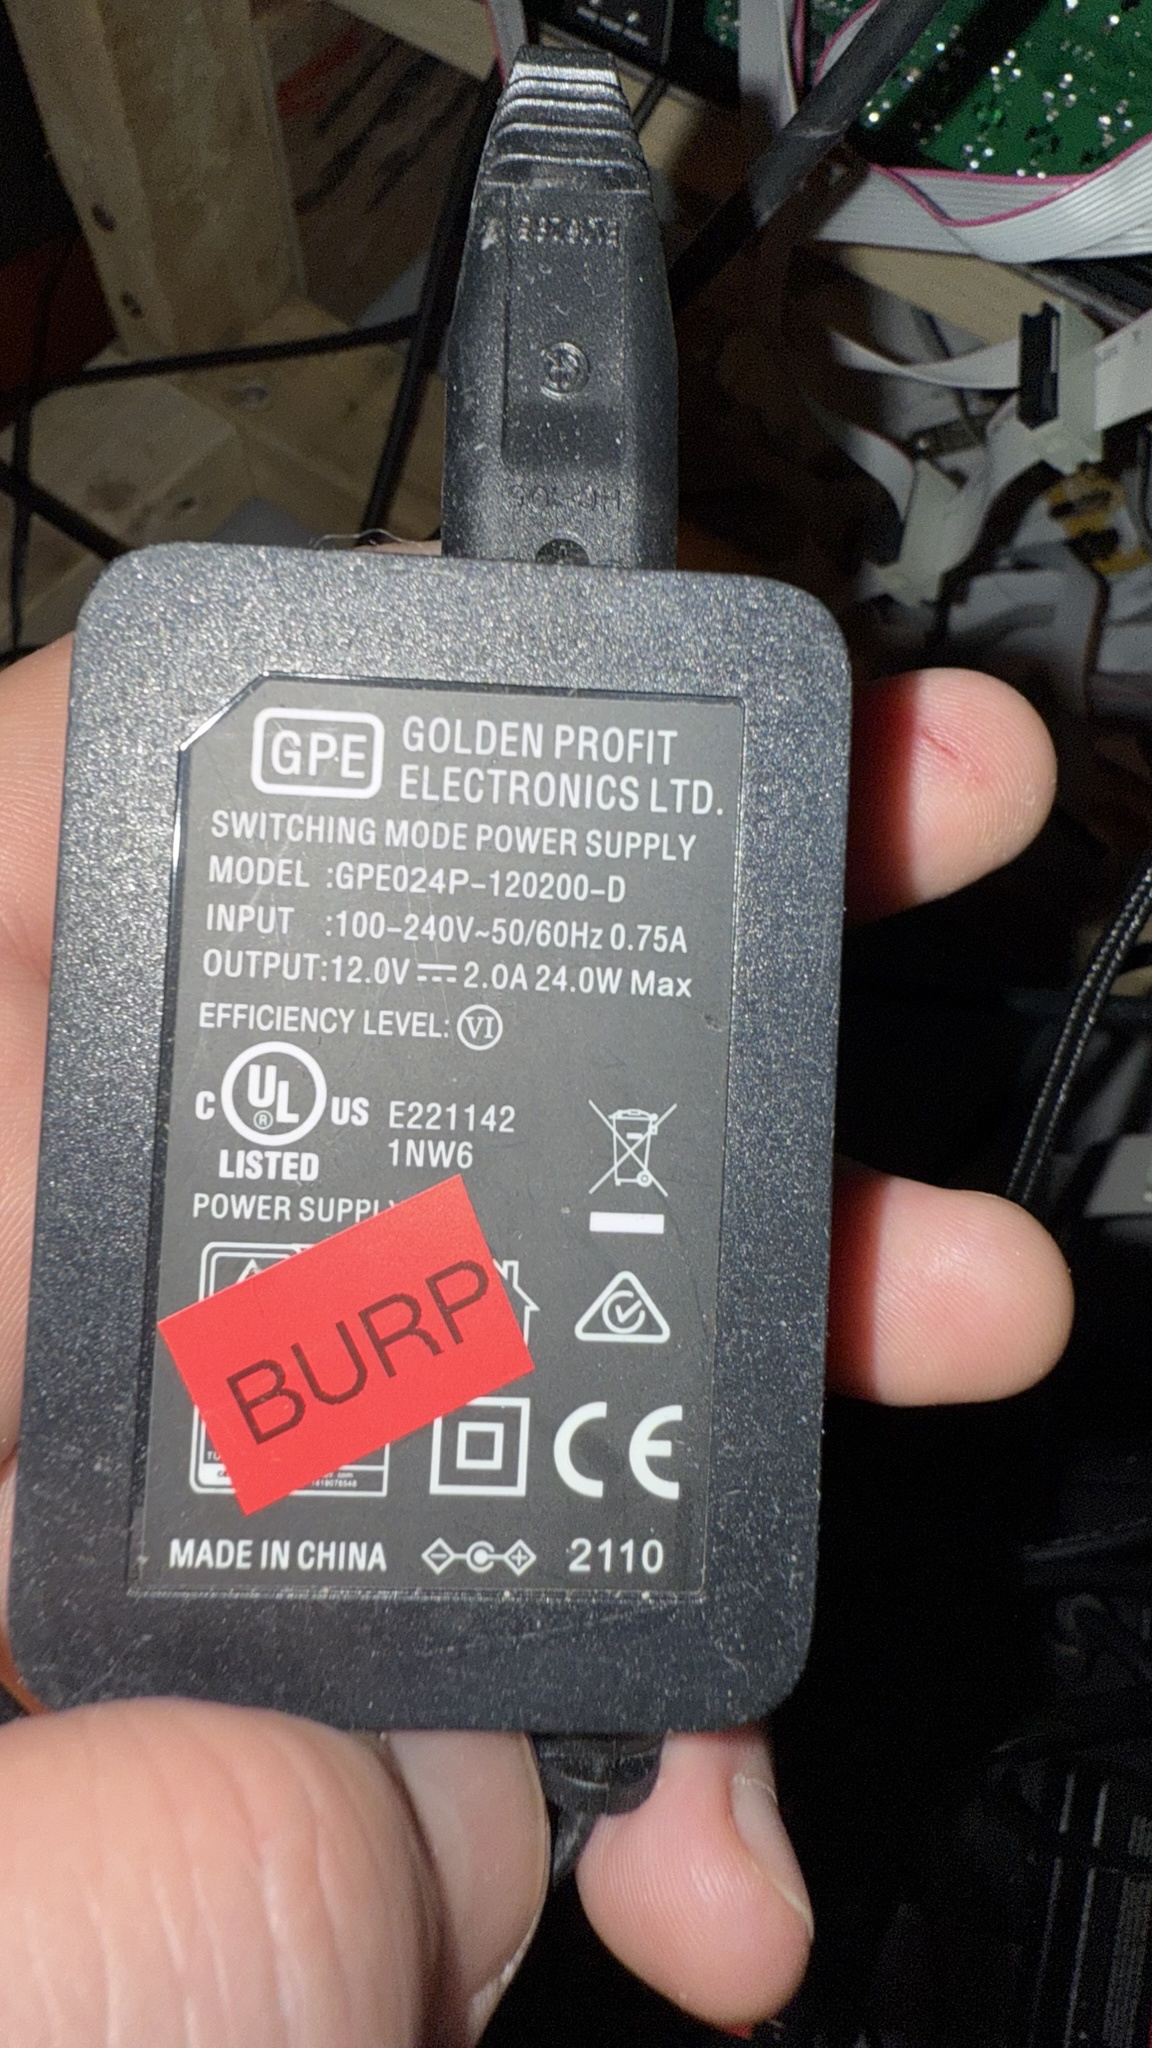 GPE
GOLDEN PROFIT
ELECTRONICS LTD.
SWITCHING MODE POWER SUPPLY
MODEL :GPE024P-120200-D
INPUT :100-240V~50/60Hz 0.75A
OUTPUT:12.0V⎓2.0A 24.0W Max
EFFICIENCY LEVEL: VI
C UL ® US E221142
LISTED 1NW6
POWER SUPPLY
BURP
CE
MADE IN CHINA - + 2110